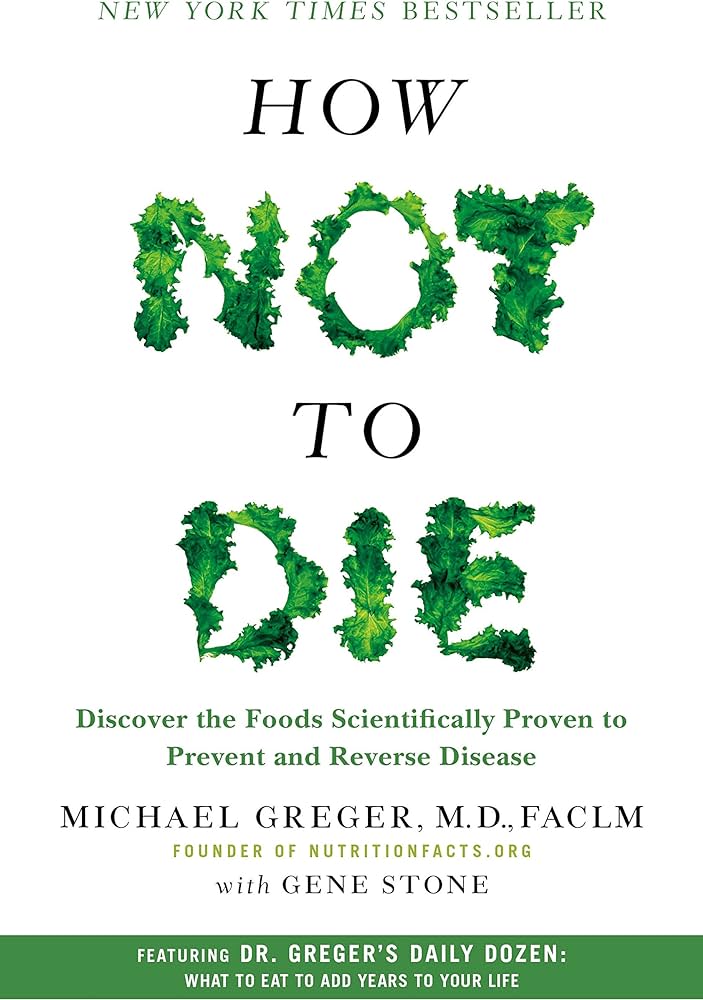 NEW YORK TIMES BESTSELLER
HOW
NOT
TO
DIE
Discover the Foods Scientifically Proven to
Prevent and Reverse Disease
MICHAEL GREGER, M.D., FACLM
FOUNDER OF NUTRITIONFACTS.ORG
with GENE STONE
FEATURING DR. GREGER'S DAILY DOZEN:
WHAT TO EAT TO ADD YEARS TO YOUR LIFE